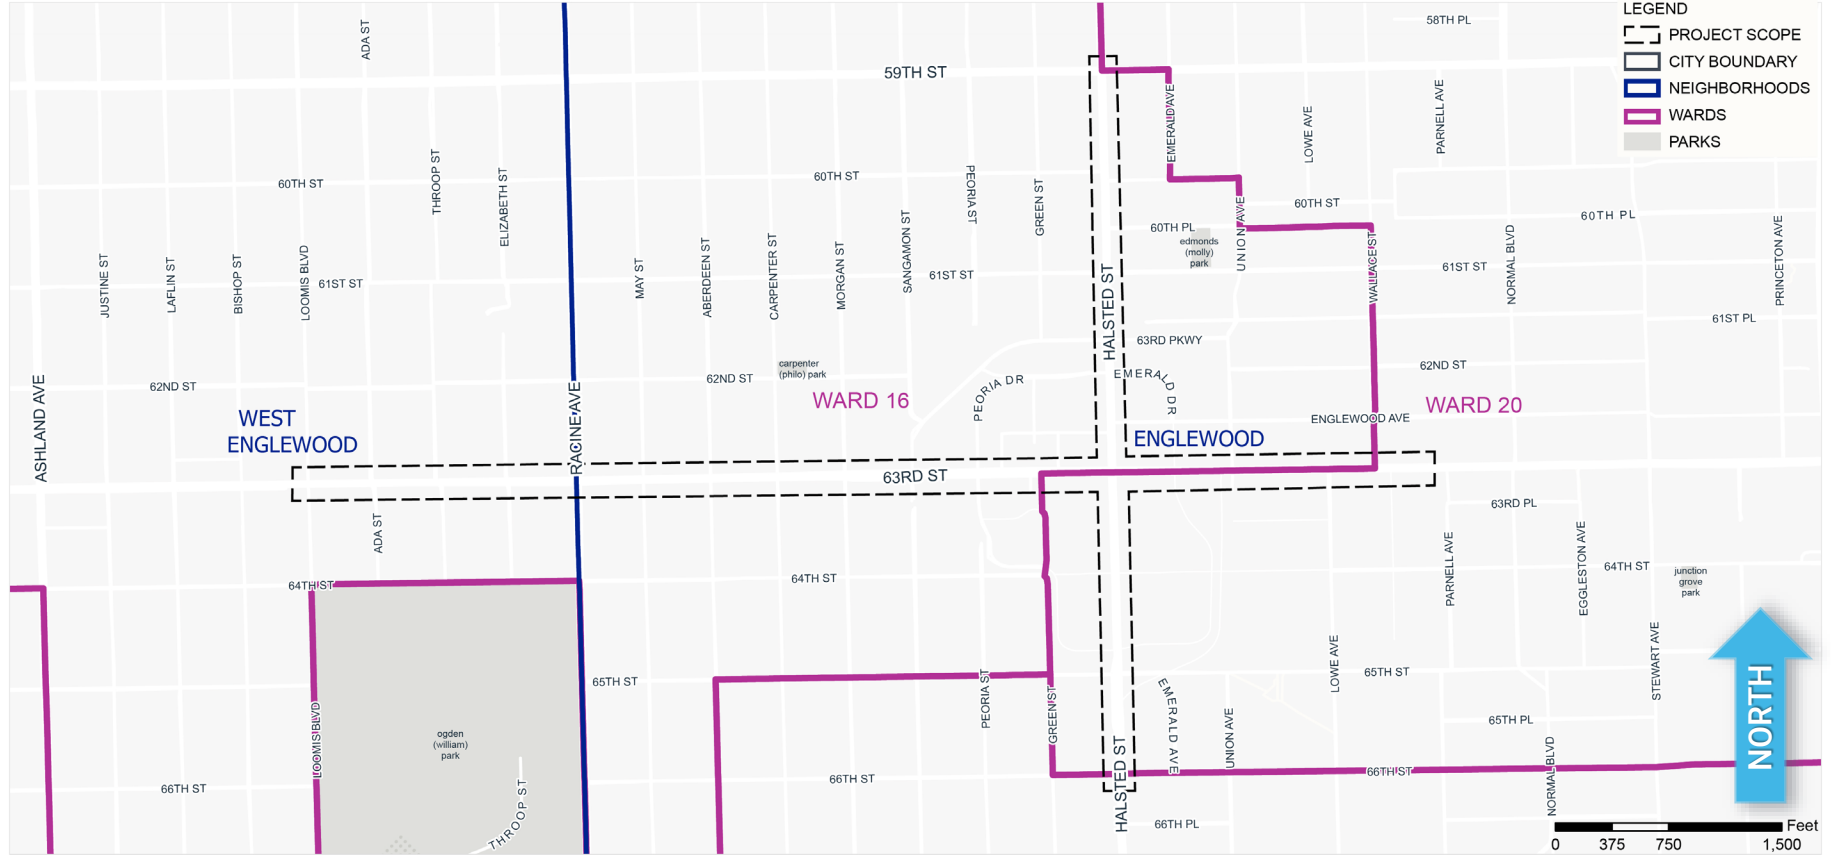 LEGEND
PROJECT SCOPE
CITY BOUNDARY
NEIGHBORHOODS
WARDS
PARKS
58TH PL
ADA ST
59TH ST
EMERALD AVE
LOWE AVE
PARNELL AVE
60TH ST
THROOP ST
ELIZABETH ST
60TH ST
PEORIA ST
GREEN ST
60TH ST
60TH PL
60TH PL
edmonds
(molly)
park
UNION AVE
JUSTINE ST
LAFLIN ST
BISHOP ST
LOOMIS BLVD
61ST ST
MAY ST
ABERDEEN ST
CARPENTER ST
MORGAN ST
SANGAMON ST
61ST ST
HALSTED ST
WALLACE ST
61ST ST
NORMAL BLVD
PRINCETON AVE
61ST PL
63RD PKWY
62ND ST
62ND ST
carpenter
(philo) park
62ND ST
PEORIA DR
EMERALD DR
ASHLAND AVE
RACINE AVE
WARD 16
WARD 20
WEST
ENGLEWOOD
ENGLEWOOD
ENGLEWOOD AVE
63RD ST
63RD PL
ADA ST
PARNELL AVE
EGGLESTON AVE
64TH ST
64TH ST
64TH ST
junction
grove
park
65TH ST
PEORIA ST
GREEN ST
EMERALD AVE
UNION AVE
LOWE AVE
65TH ST
STEWART AVE
65TH PL
LOOMIS BLVD
ogden
(william)
park
THROOP ST
66TH ST
66TH ST
HALSTED ST
66TH ST
NORMAL BLVD
66TH PL
NORTH
Feet
0 375 750 1,500